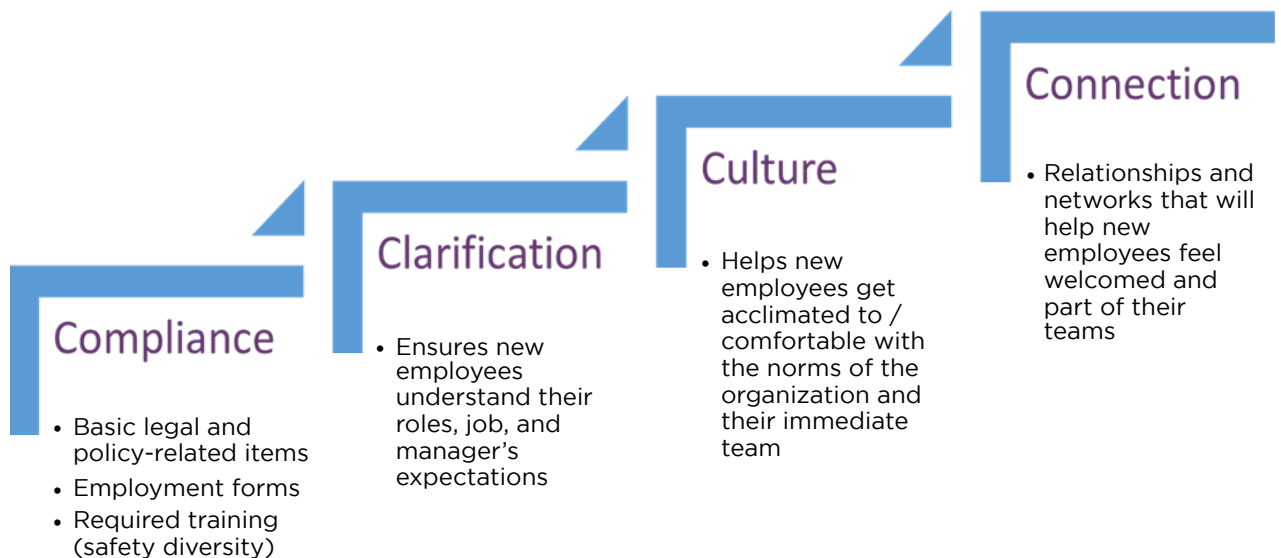 Compliance
• Basic legal and
policy-related items
• Employment forms
• Required training
(safety diversity)
Clarification
• Ensures new
employees
understand their
roles, job, and
manager’s
expectations
Culture
• Helps new
employees get
acclimated to /
comfortable with
the norms of the
organization and
their immediate
team
Connection
• Relationships and
networks that will
help new
employees feel
welcomed and
part of their
teams